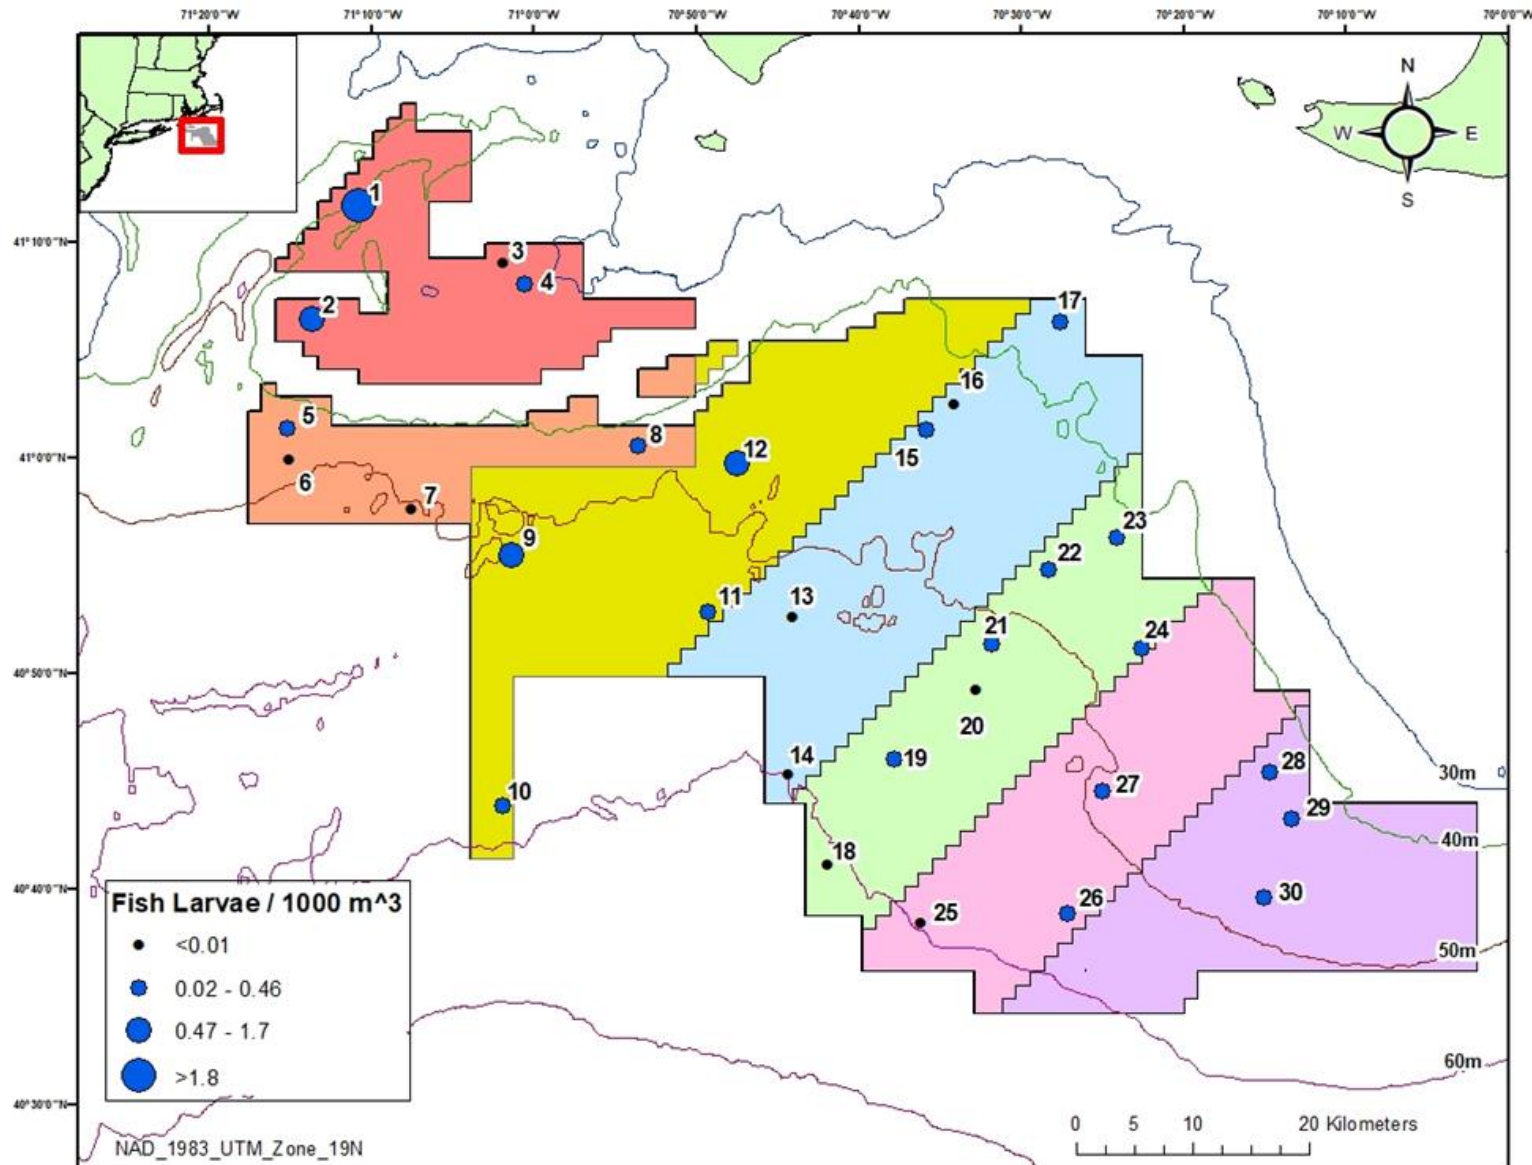 71°20'0"W 71°10'0"W 71°0'0"W 70°50'0"W 70°40'0"W 70°30'0"W 70°20'0"W 70°10'0"W 70°0'0"W
N
W E
S
1
41°10'0"N
3
4
2
17
16
5
8
15
12
41°0'0"N
6
7
23
9
22
11 13
21 24
40°50'0"N
20
14 19
28
30m
10 27
29
40m
18
40°40'0"N
30
26
25
50m
Fish Larvae / 1000 m^3
<0.01
0.02 - 0.46
0.47 - 1.7
>1.8
60m
40°30'0"N
0 5 10 20 Kilometers
NAD_1983_UTM_Zone_19N